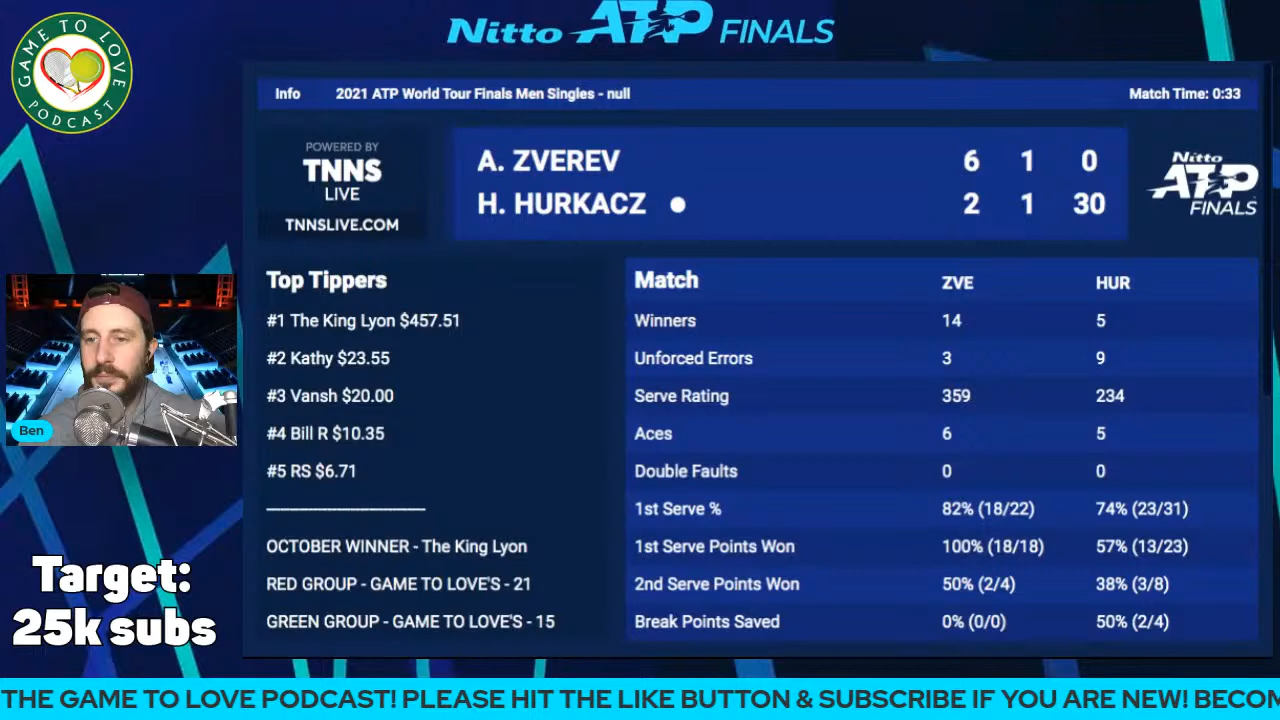 Nitto ATP FINALS
GAME TO LOVE
PODCAST
Info 2021 ATP World Tour Finals Men Singles - null Match Time: 0:33
POWERED BY
TNNS
LIVE
TNNSLIVE.COM
A. ZVEREV 6 1 0
H. HURKACZ 2 1 30
Nitto
ATP
FINALS
Top Tippers
#1 The King Lyon $457.51
#2 Kathy $23.55
#3 Vansh $20.00
#4 Bill R $10.35
#5 RS $6.71
----------------------------------------
OCTOBER WINNER - The King Lyon
RED GROUP - GAME TO LOVE'S - 21
GREEN GROUP - GAME TO LOVE'S - 15
Match ZVE HUR
Winners 14 5
Unforced Errors 3 9
Serve Rating 359 234
Aces 6 5
Double Faults 0 0
1st Serve % 82% (18/22) 74% (23/31)
1st Serve Points Won 100% (18/18) 57% (13/23)
2nd Serve Points Won 50% (2/4) 38% (3/8)
Break Points Saved 0% (0/0) 50% (2/4)
Ben
Target:
25k subs
THE GAME TO LOVE PODCAST! PLEASE HIT THE LIKE BUTTON & SUBSCRIBE IF YOU ARE NEW! BECOM